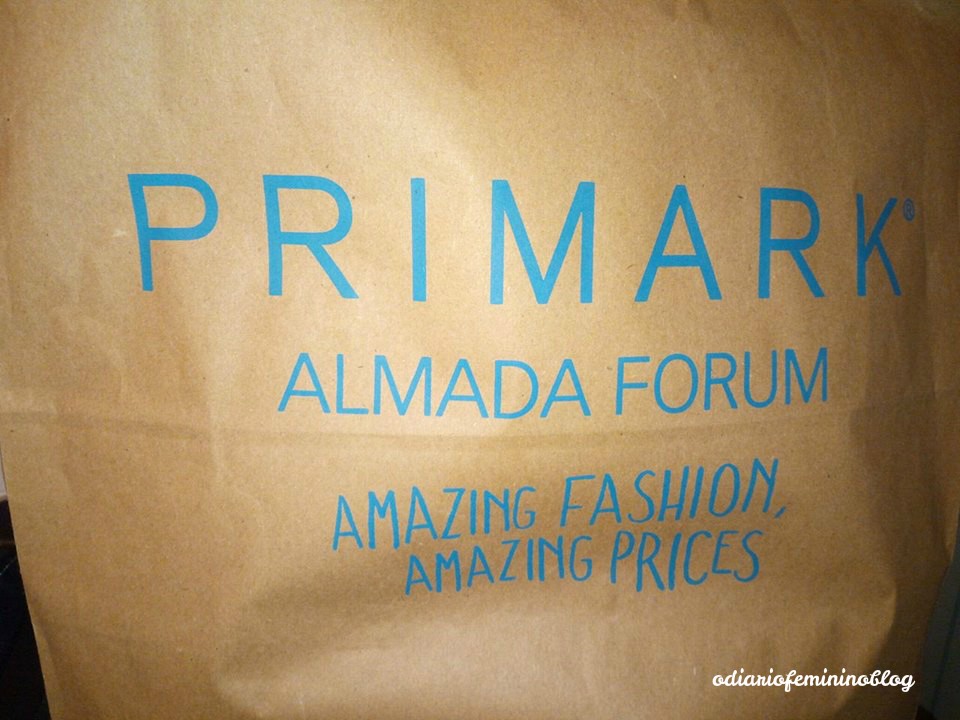 PRIMARK®
ALMADA FORUM
AMAZING FASHION,
AMAZING PRICES
odiariofemininoblog